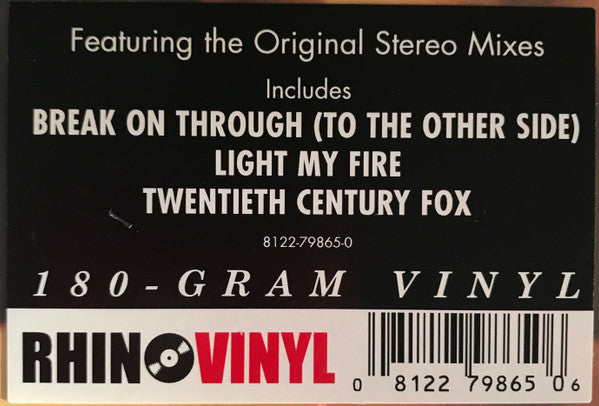 Featuring the Original Stereo Mixes
Includes
BREAK ON THROUGH (TO THE OTHER SIDE)
LIGHT MY FIRE
TWENTIETH CENTURY FOX
8122-79865-0
180-GRAM VINYL
RHINO VINYL
0 8122 79865 0 6